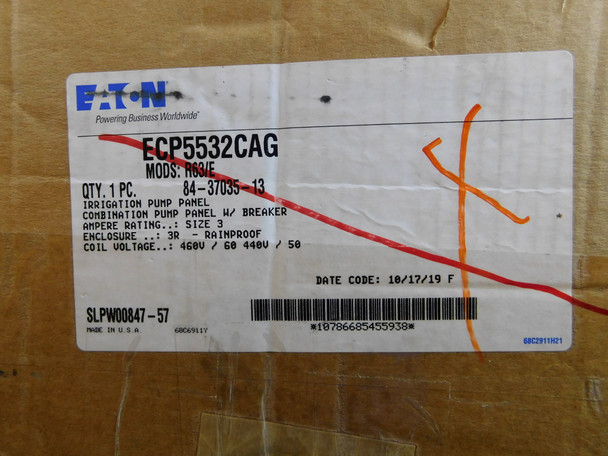 EATON
Powering Business Worldwide™
ECP5532CAG
MODS: R63/E
QTY. 1 PC. 84-37035-13
IRRIGATION PUMP PANEL
COMBINATION PUMP PANEL W/ BREAKER
AMPERE RATING..: SIZE 3
ENCLOSURE ..: 3R - RAINPROOF
COIL VOLTAGE..: 460V / 60 440V / 50
DATE CODE: 10/17/19 F
SLPW00847-57
*10786685455938*
MADE IN U.S.A. 68C6911Y
68C2911H21